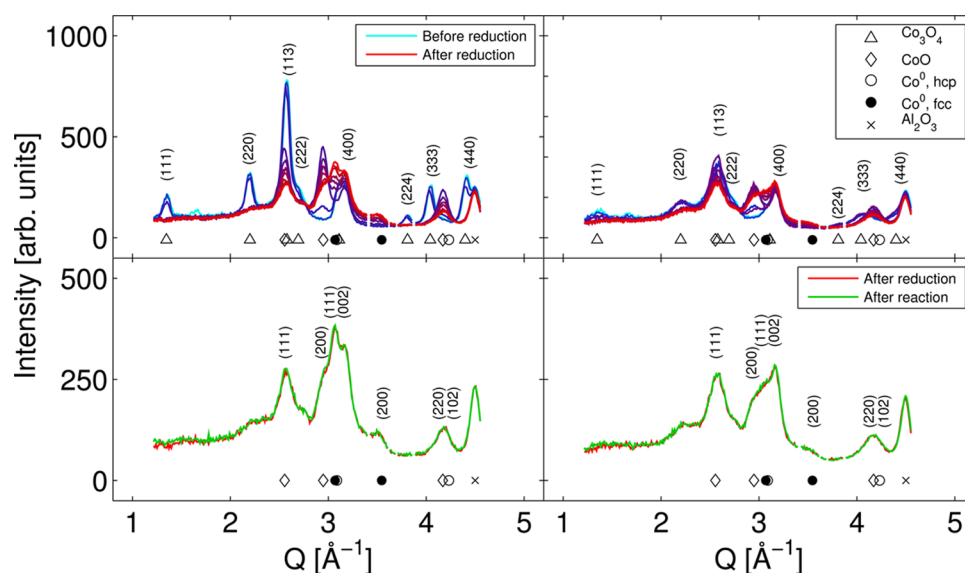 1000
500
0
Before reduction
After reduction
(111)
(220)
(113)
(222)
(400)
(224)
(333)
(440)
Co3O4
CoO
Co0, hcp
Co0, fcc
Al2O3
(111)
(220)
(113)
(222)
(400)
(224)
(333)
(440)
Intensity [arb. units]
500
250
0
(111)
(200)
(111)
(002)
(200)
(220)
(102)
After reduction
After reaction
(111)
(200)
(111)
(002)
(200)
(220)
(102)
1 2 3 4 5
1 2 3 4 5
Q [Å−1]
Q [Å−1]